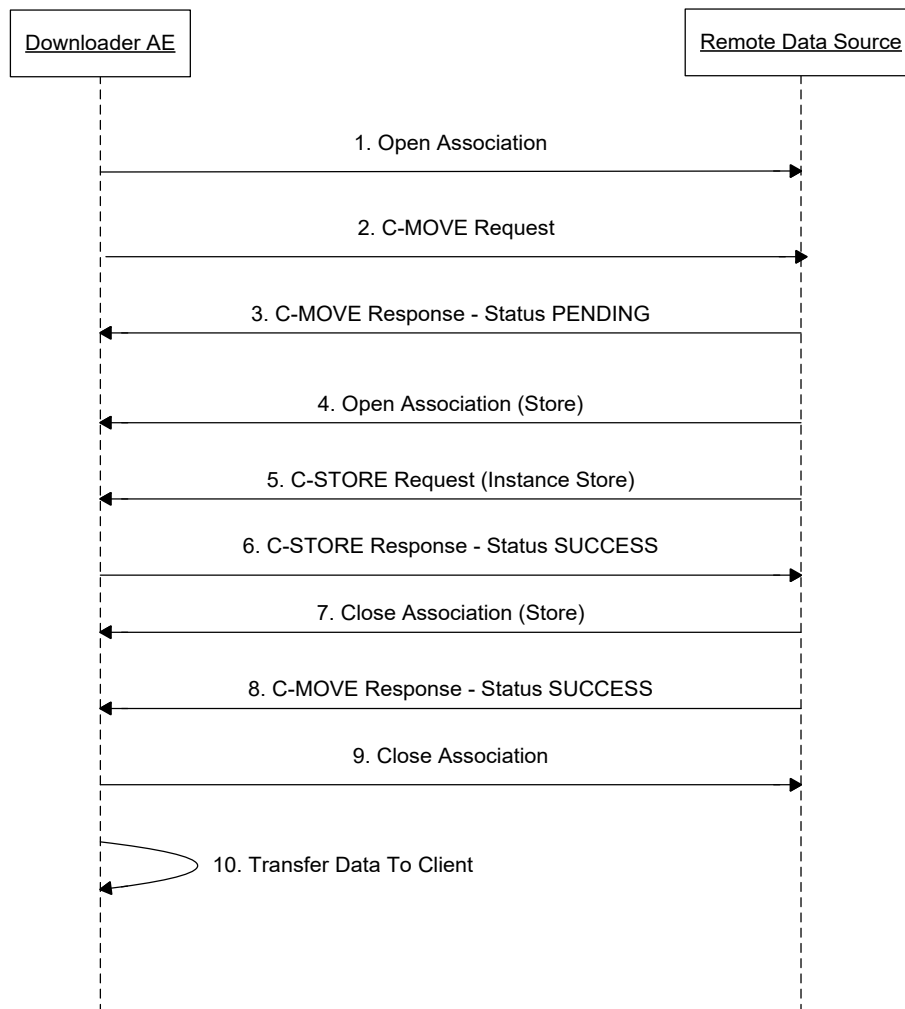 Downloader AE
Remote Data Source
1. Open Association
2. C-MOVE Request
3. C-MOVE Response - Status PENDING
4. Open Association (Store)
5. C-STORE Request (Instance Store)
6. C-STORE Response - Status SUCCESS
7. Close Association (Store)
8. C-MOVE Response - Status SUCCESS
9. Close Association
10. Transfer Data To Client